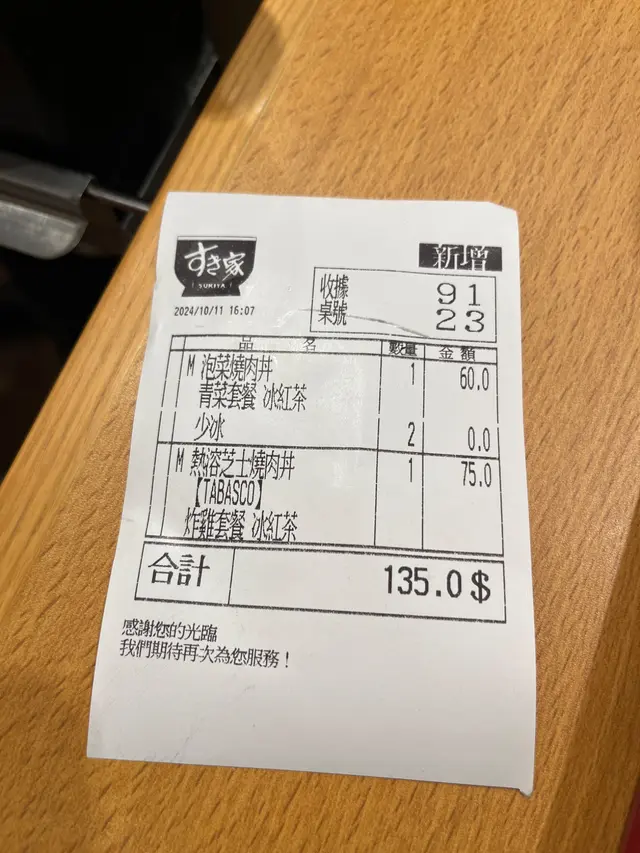 すき家
SUKIYA
新增
2024/10/11 16:07
收據 91
桌號 23
品 名 數量 金額
M 泡菜燒肉丼 1 60.0
青菜套餐 冰紅茶
少冰 2 0.0
M 熱溶芝士燒肉丼 1 75.0
【TABASCO】
炸雞套餐 冰紅茶
合計 135.0$
感謝您的光臨
我們期待再次為您服務！